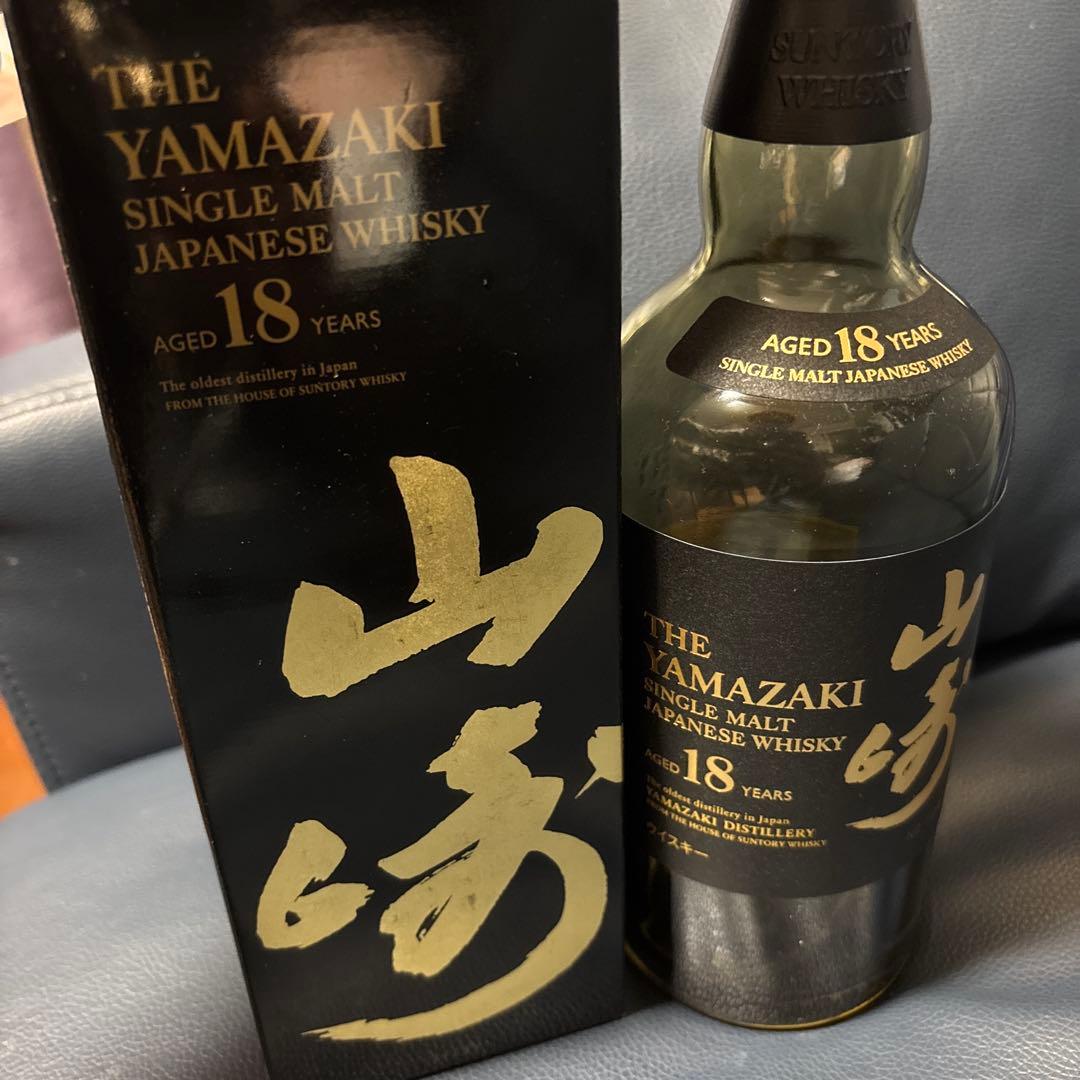 THE
YAMAZAKI
SINGLE MALT
JAPANESE WHISKY
AGED 18 YEARS
The oldest distillery in Japan
FROM THE HOUSE OF SUNTORY WHISKY
山
崎
SUNTORY
WHISKY
AGED 18 YEARS
SINGLE MALT JAPANESE WHISKY
THE
YAMAZAKI
SINGLE MALT
JAPANESE WHISKY
AGED 18 YEARS
The oldest distillery in Japan
YAMAZAKI DISTILLERY
FROM THE HOUSE OF SUNTORY WHISKY
ウイスキー
山
崎